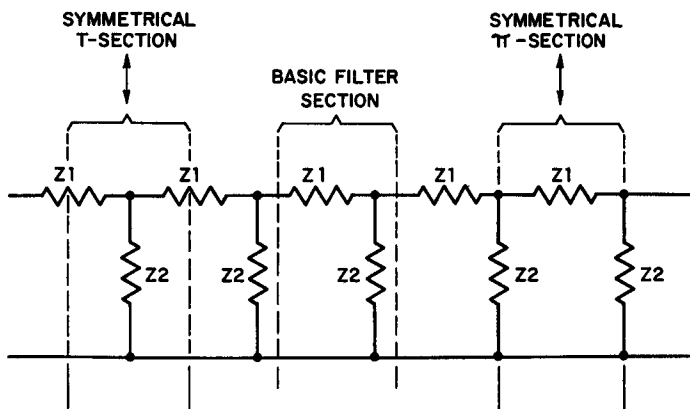 SYMMETRICAL
T-SECTION
BASIC FILTER
SECTION
SYMMETRICAL
π-SECTION
Z1
Z1
Z1
Z1
Z1
Z2
Z2
Z2
Z2
Z2